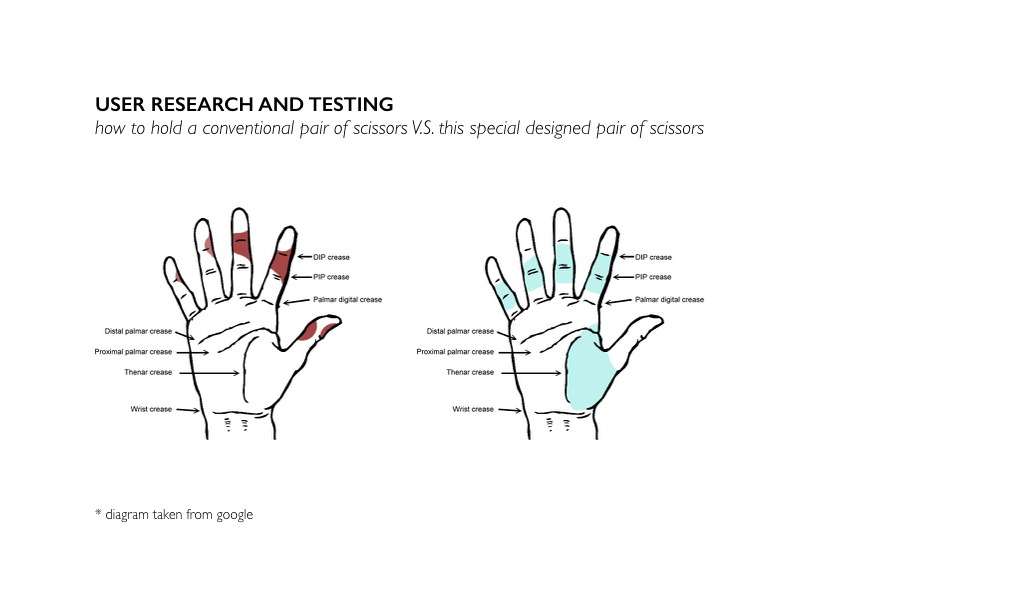 USER RESEARCH AND TESTING
how to hold a conventional pair of scissors V.S. this special designed pair of scissors
DIP crease
PIP crease
Palmar digital crease
Distal palmar crease
Proximal palmar crease
Thenar crease
Wrist crease
DIP crease
PIP crease
Palmar digital crease
Distal palmar crease
Proximal palmar crease
Thenar crease
Wrist crease
* diagram taken from google